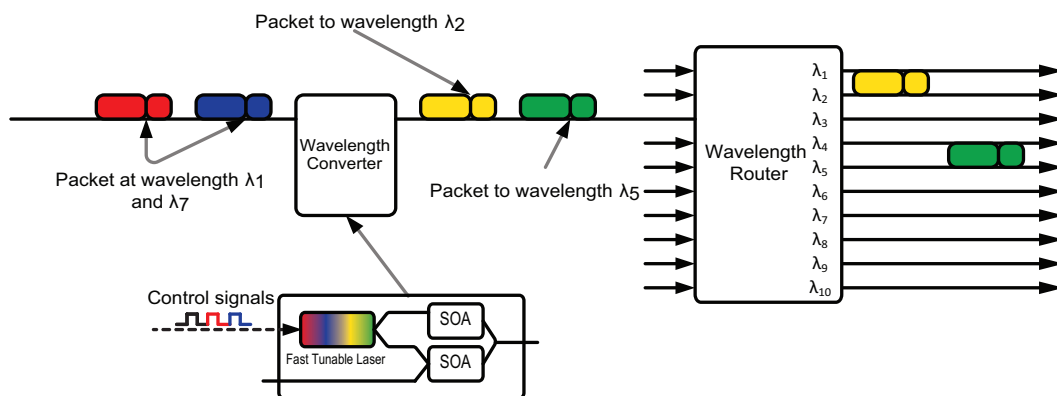 Packet to wavelength λ2
Packet at wavelength λ1
and λ7
Wavelength
Converter
Packet to wavelength λ5
Wavelength
Router
λ1
λ2
λ3
λ4
λ5
λ6
λ7
λ8
λ9
λ10
Control signals
Fast Tunable Laser
SOA
SOA